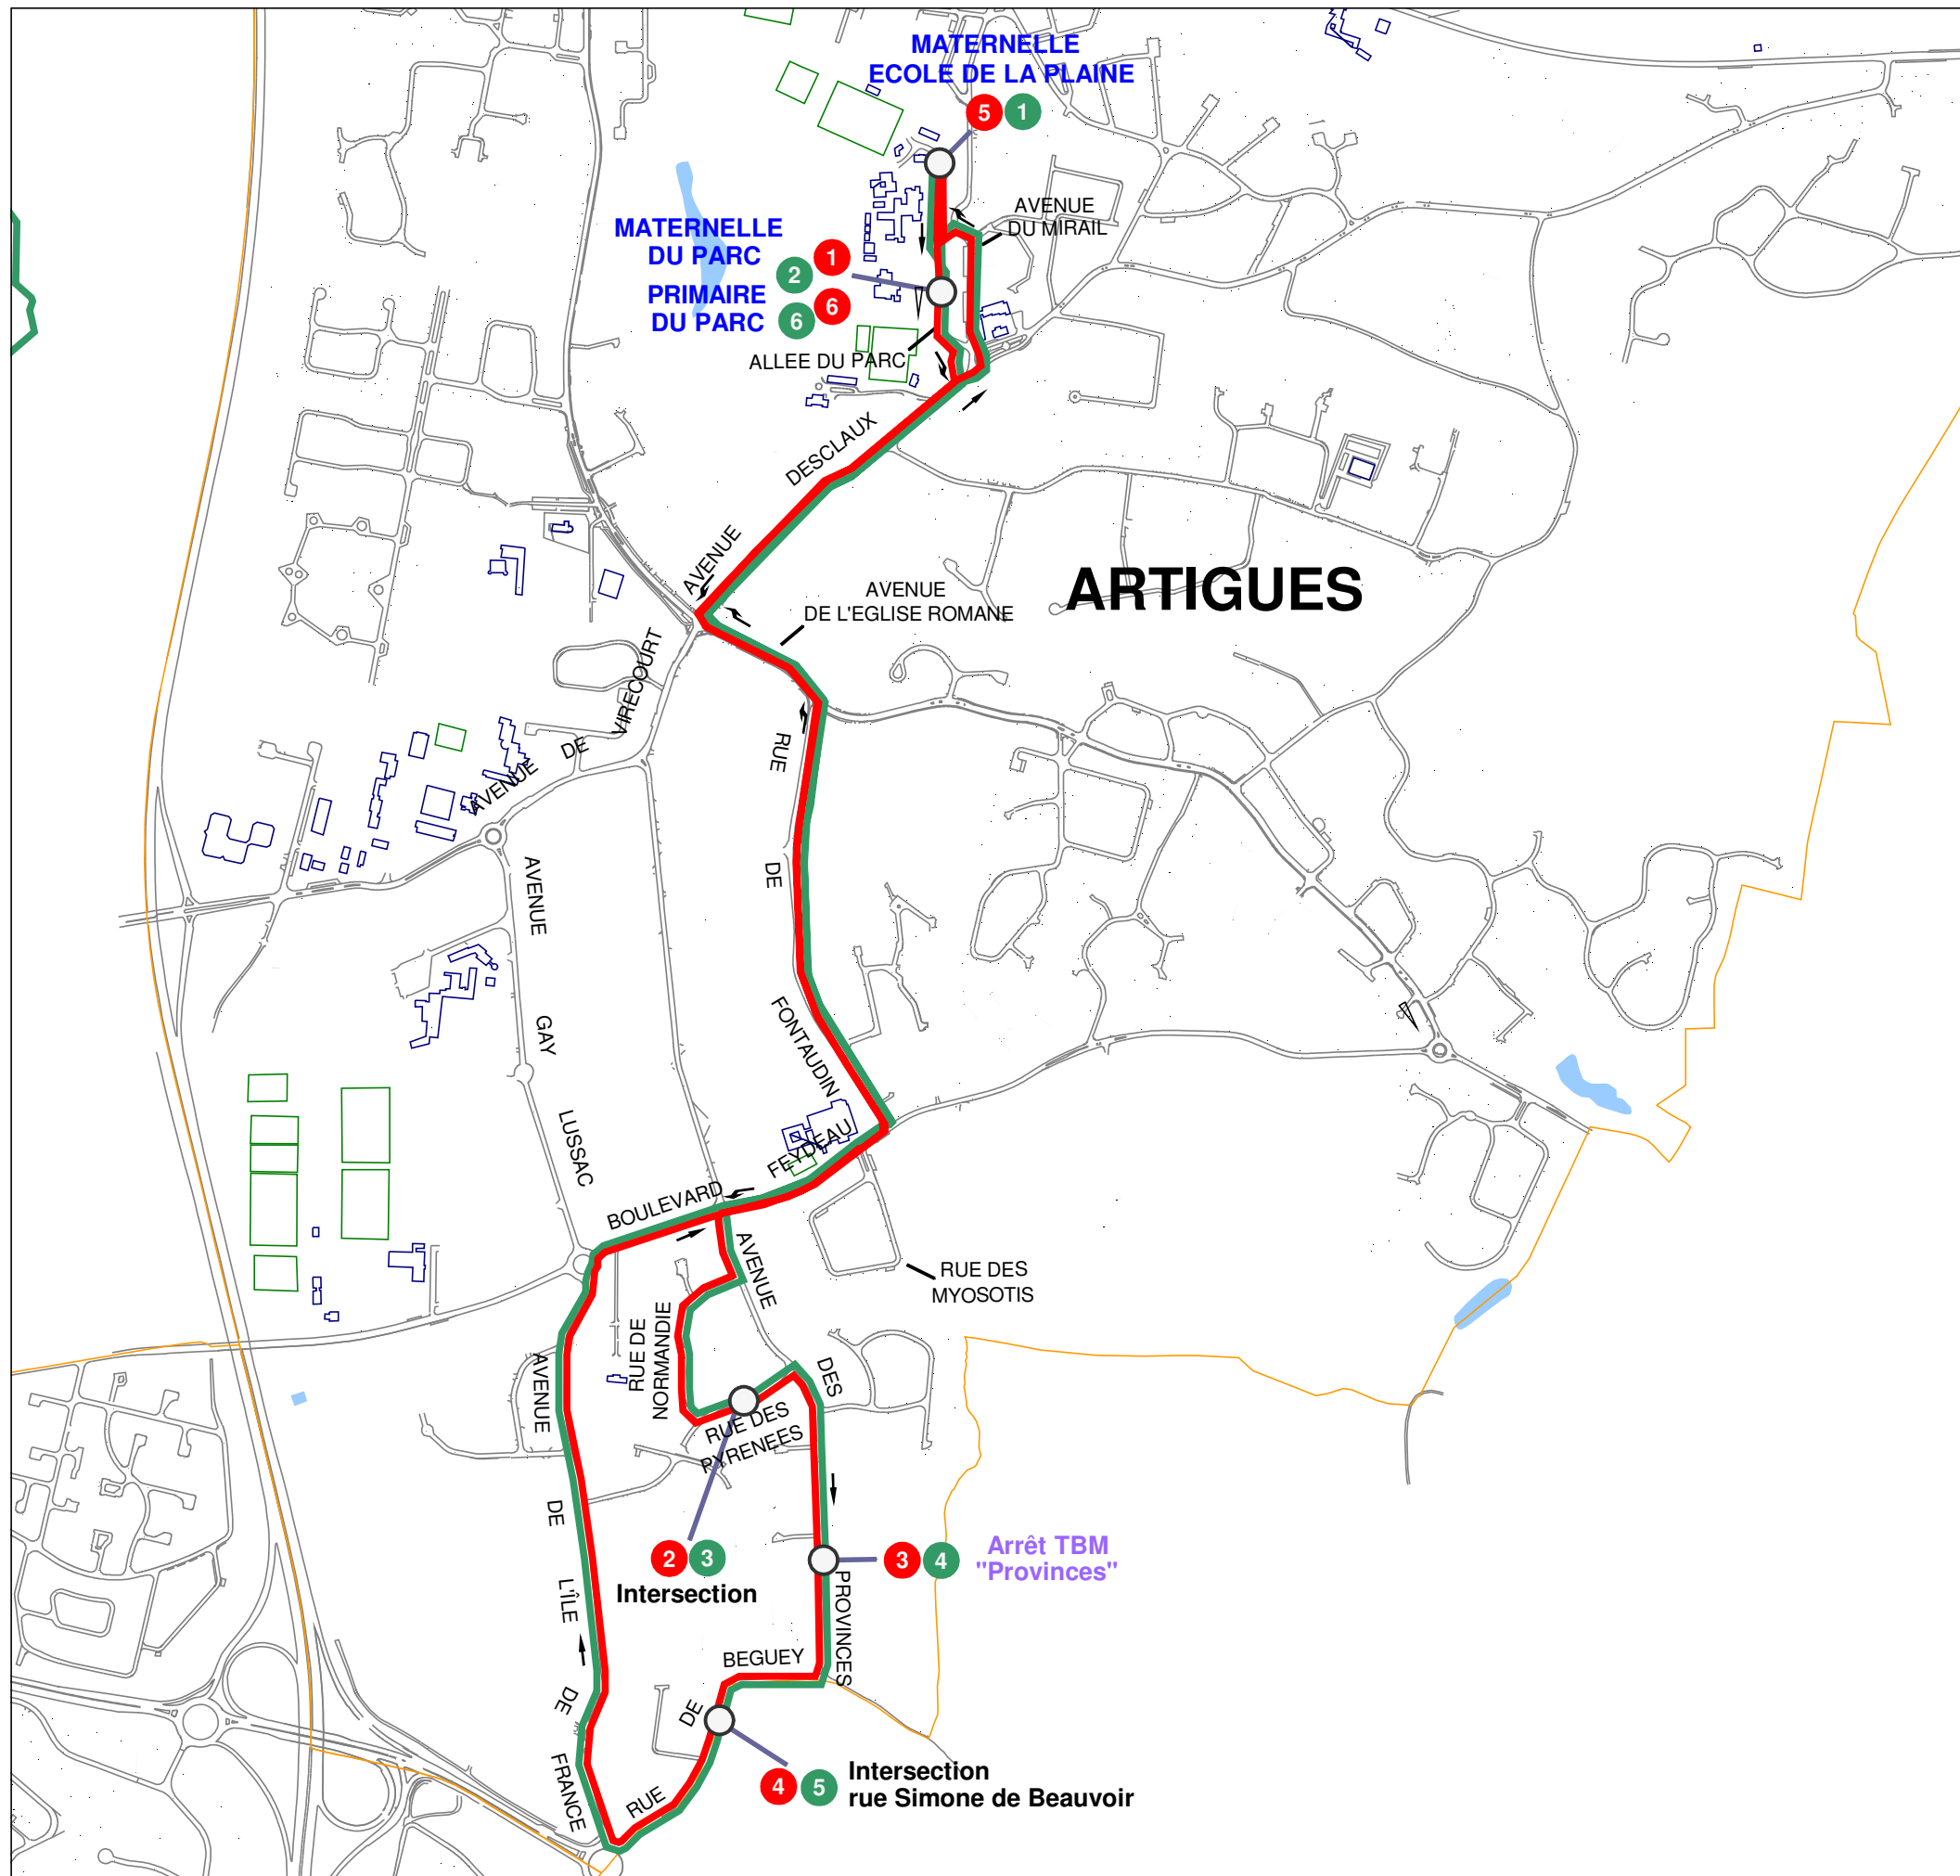 MATERNELLE
ECOLE DE LA PLAINE
5 1
AVENUE
DU MIRAIL
MATERNELLE
DU PARC
2 1
PRIMAIRE
DU PARC
6 6
ALLEE DU PARC
AVENUE DESCLAUX
ARTIGUES
AVENUE
DE L'EGLISE ROMANE
AVENUE DE VIRECOURT
RUE DE FONTAUDIN
AVENUE GAY LUSSAC
BOULEVARD FEYDEAU
RUE DES
MYOSOTIS
AVENUE DES PROVINCES
RUE DE
NORMANDIE
RUE DES
PYRENEES
AVENUE DE L'ÎLE DE FRANCE
2 3
Intersection
3 4
Arrêt TBM
"Provinces"
RUE DE BEGUEY
4 5
Intersection
rue Simone de Beauvoir